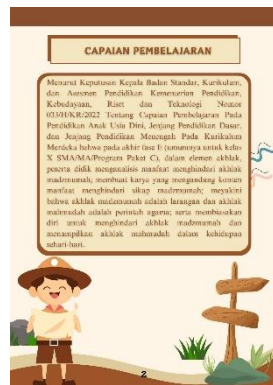 CAPAIAN PEMBELAJARAN
Menurut Keputusan Kepala Badan Standar, Kurikulum,
dan Asesmen Pendidikan Kementerian Pendidikan,
Kebudayaan, Riset dan Teknologi Nomor
033/H/KR/2022 Tentang Capaian Pembelajaran Pada
Pendidikan Anak Usia Dini, Jenjang Pendidikan Dasar,
dan Jenjang Pendidikan Menengah Pada Kurikulum
Merdeka bahwa pada akhir fase E (umumnya untuk kelas
X SMA/MA/Program Paket C), dalam elemen akhlak,
peserta didik menganalisis manfaat menghindari akhlak
madzmumah; membuat karya yang mengandung konten
manfaat menghindari sikap madzmumah; meyakini
bahwa akhlak madzmumah adalah larangan dan akhlak
mahmudah adalah perintah agama; serta membiasakan
diri untuk menghindari akhlak madzmumah dan
menampilkan akhlak mahmudah dalam kehidupan
sehari-hari.
2